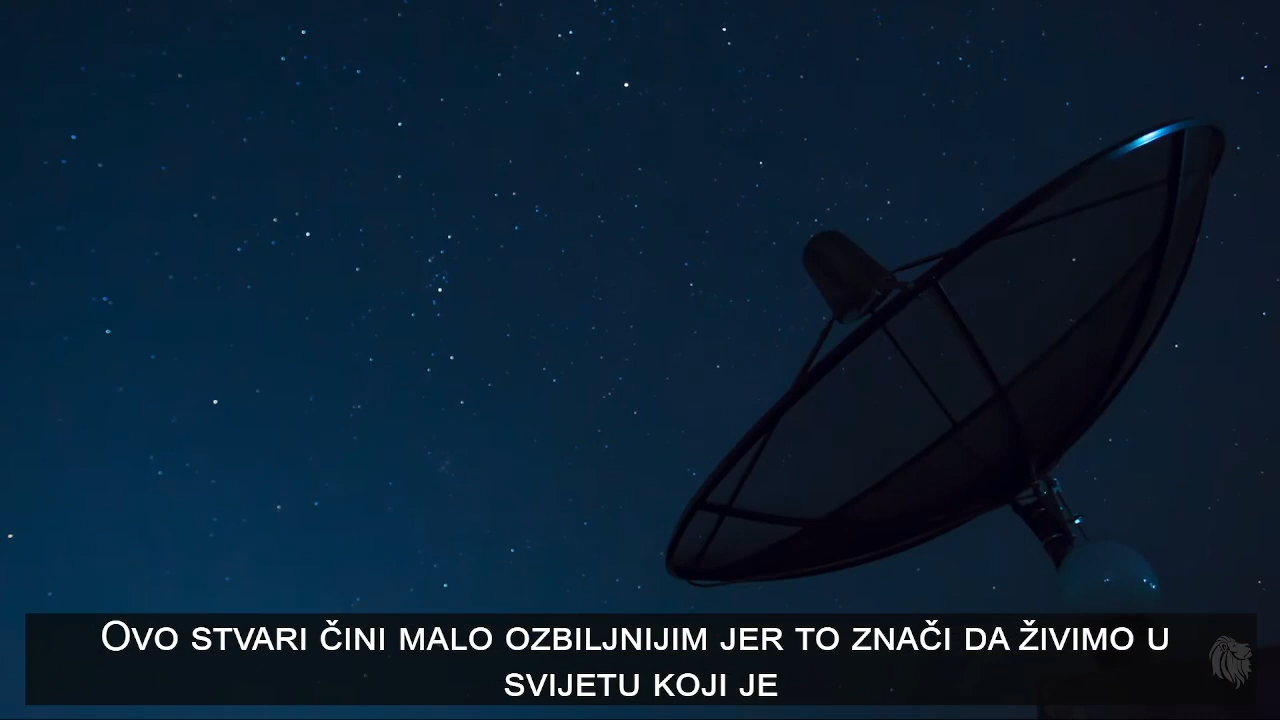 Ovo stvari čini malo ozbiljnijim jer to znači da živimo u
svijetu koji je